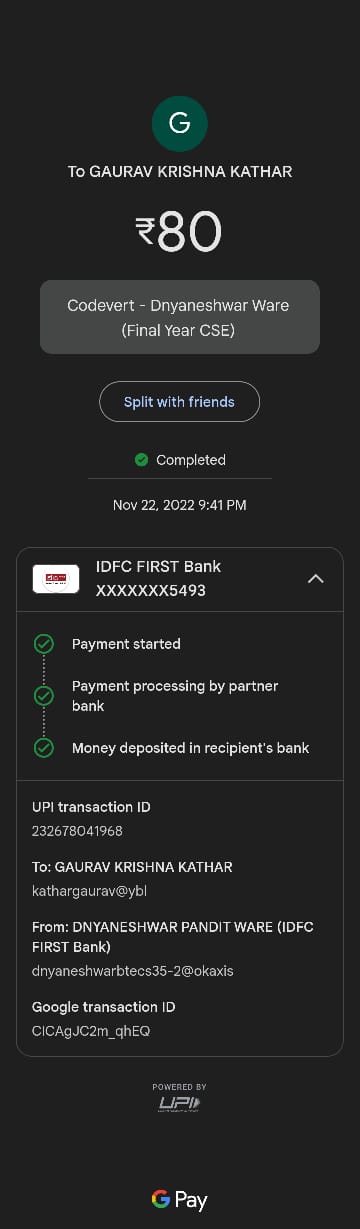 G
To GAURAV KRISHNA KATHAR
₹80
Codevert - Dnyaneshwar Ware
(Final Year CSE)
Split with friends
Completed
Nov 22, 2022 9:41 PM
IDFC FIRST Bank
XXXXXXX5493
Payment started
Payment processing by partner
bank
Money deposited in recipient's bank
UPI transaction ID
232678041968
To: GAURAV KRISHNA KATHAR
kathargaurav@ybl
From: DNYANESHWAR PANDIT WARE (IDFC
FIRST Bank)
dnyaneshwarbtecs35-2@okaxis
Google transaction ID
CICAgJC2m_qhEQ
POWERED BY
UPI
G Pay